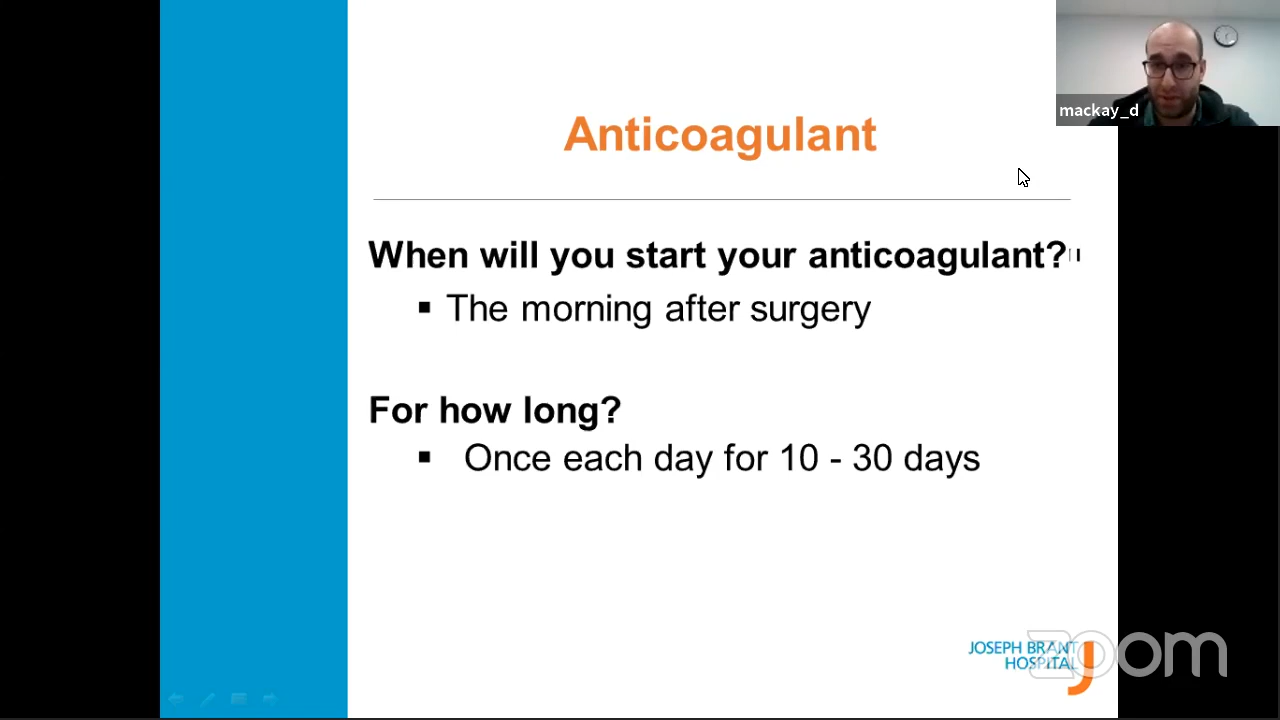 mackay_d
Anticoagulant
When will you start your anticoagulant?
▪ The morning after surgery
For how long?
▪ Once each day for 10 - 30 days
JOSEPH BRANT
HOSPITAL
zoom